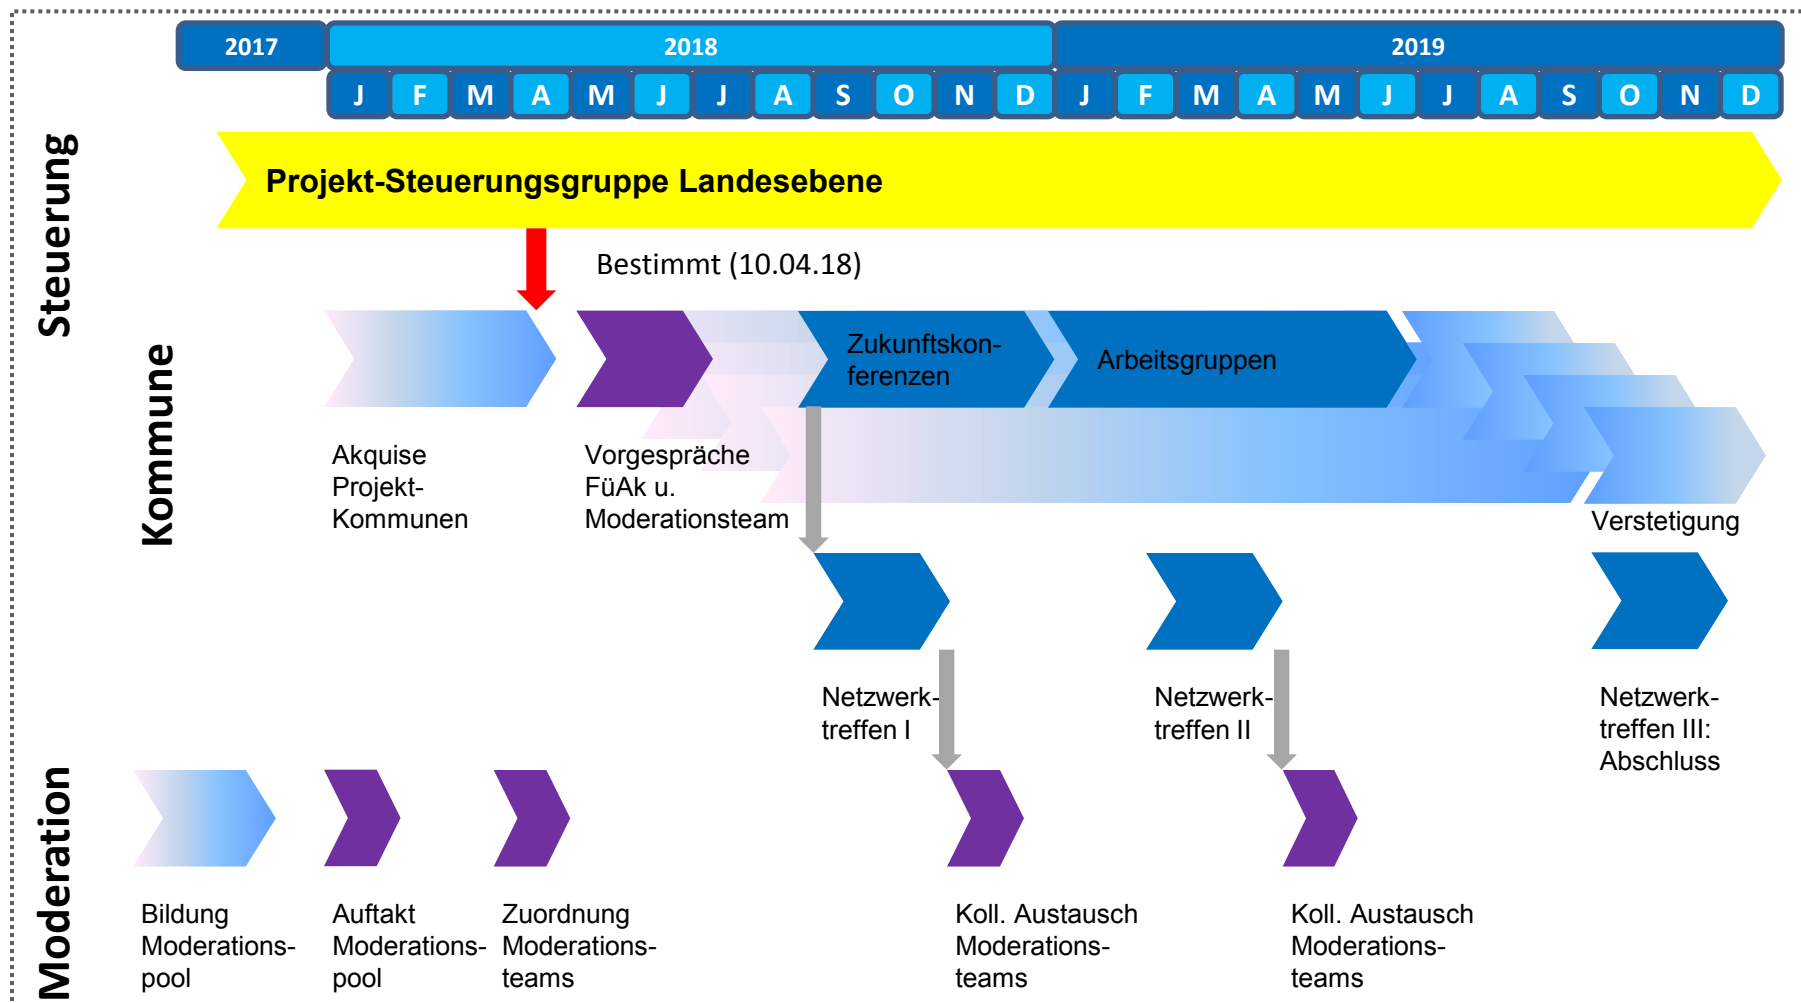 2017
2018
2019
J F M A M J J A S O N D J F M A M J J A S O N D
Steuerung
Projekt-Steuerungsgruppe Landesebene
Bestimmt (10.04.18)
Kommune
Zukunftskon-
ferenzen
Arbeitsgruppen
Akquise
Projekt-
Kommunen
Vorgespräche
FüAk u.
Moderationsteam
Verstetigung
Netzwerk-
treffen I
Netzwerk-
treffen II
Netzwerk-
treffen III:
Abschluss
Moderation
Bildung
Moderations-
pool
Auftakt
Moderations-
pool
Zuordnung
Moderations-
teams
Koll. Austausch
Moderations-
teams
Koll. Austausch
Moderations-
teams